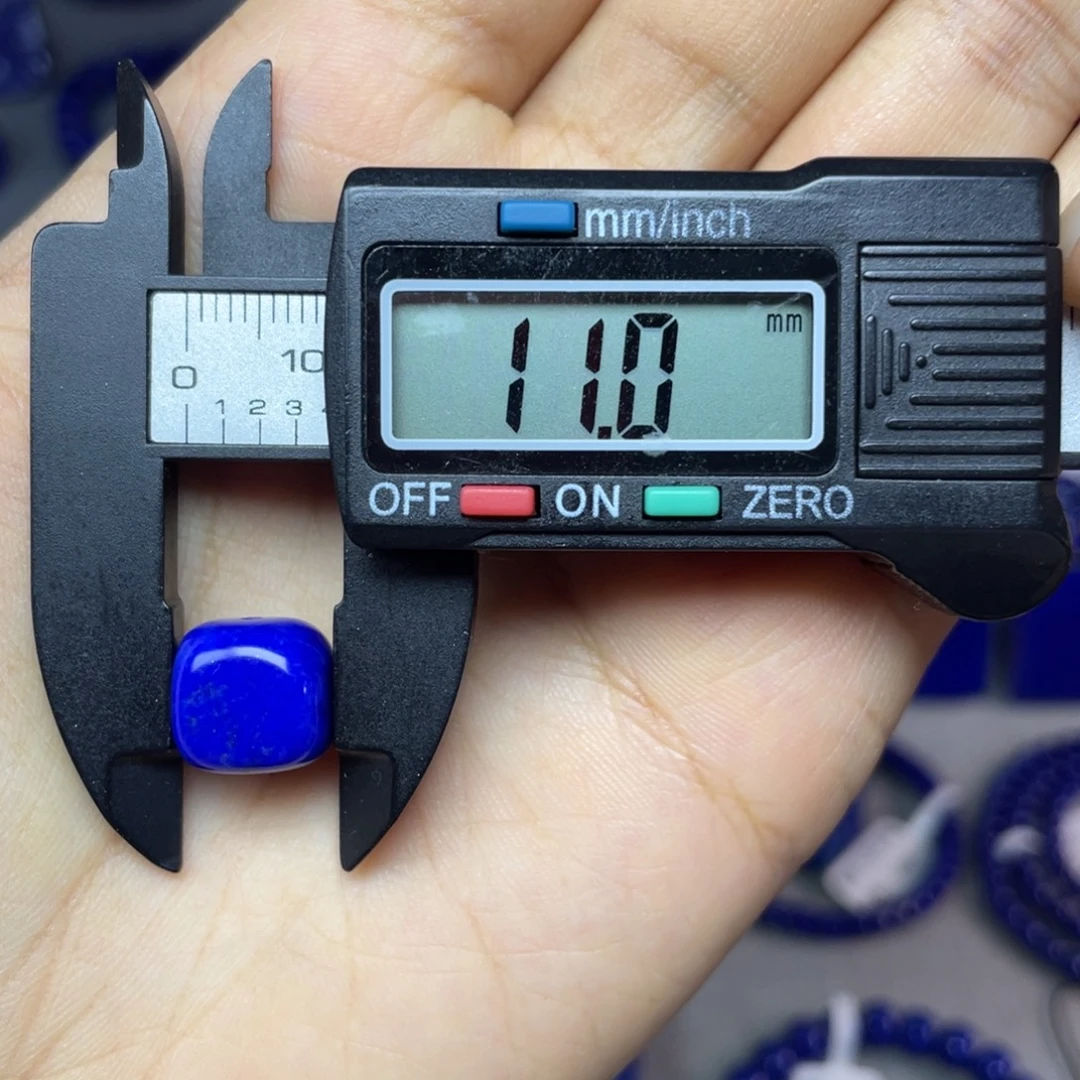 mm/inch
11.0 mm
0 10
1 2 3
OFF ON ZERO